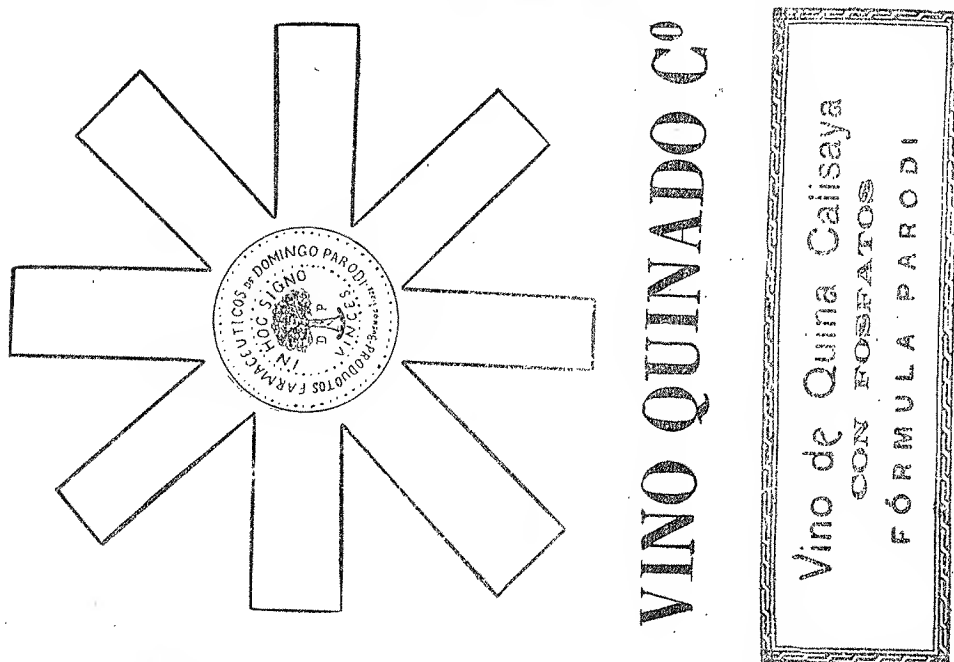 PRODUCTOS FARMACEUTICOS DE DOMINGO PARODI
IN HOC SIGNO
D P
VINO QUINADO Cº
Vino de Quina Calisaya
CON FOSFATOS
FÓRMULA PARODI